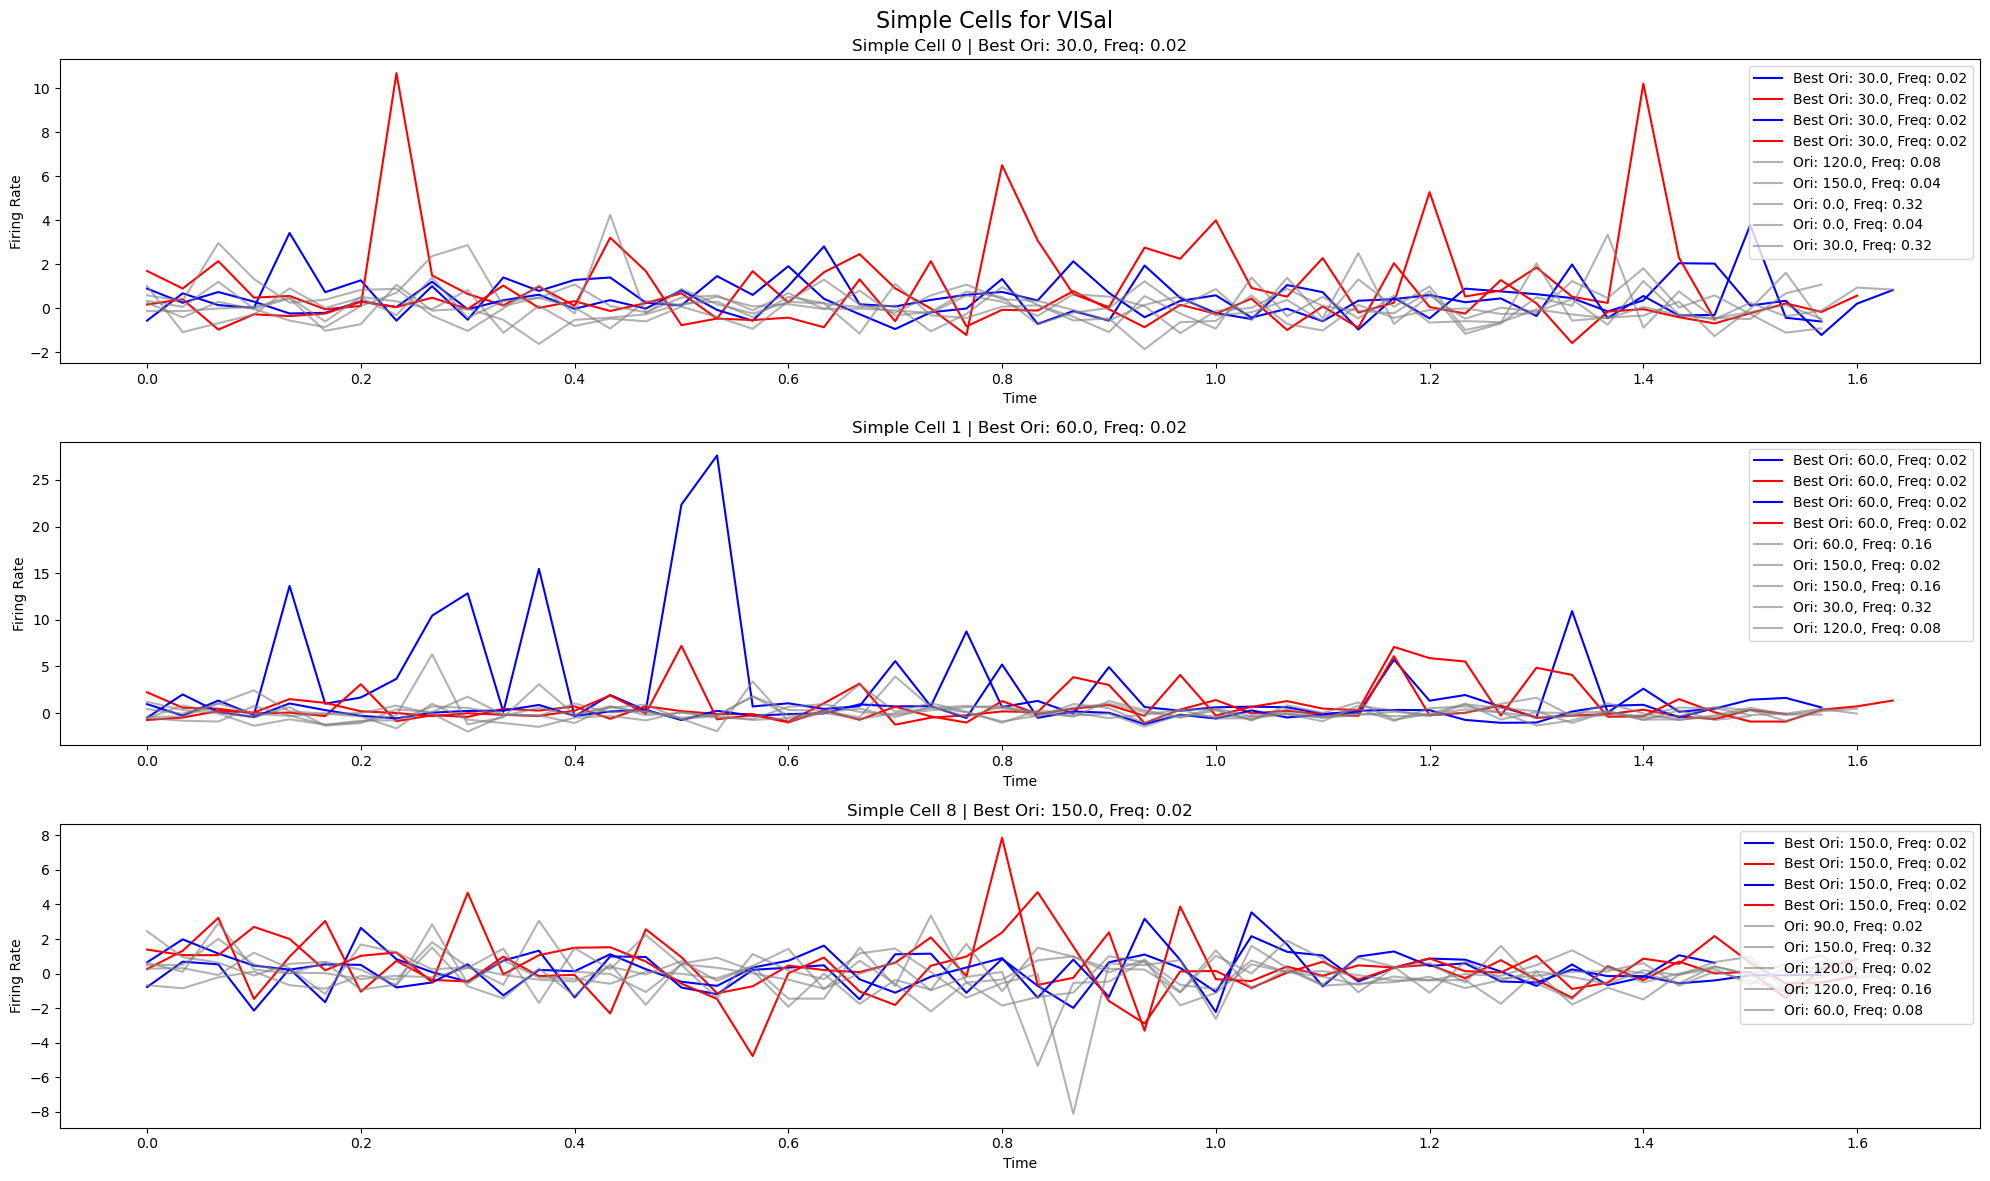 Simple Cells for VISal
Simple Cell 0 | Best Ori: 30.0, Freq: 0.02
Firing Rate
10
8
6
4
2
0
−2
Best Ori: 30.0, Freq: 0.02
Best Ori: 30.0, Freq: 0.02
Best Ori: 30.0, Freq: 0.02
Best Ori: 30.0, Freq: 0.02
Ori: 120.0, Freq: 0.08
Ori: 150.0, Freq: 0.04
Ori: 0.0, Freq: 0.32
Ori: 0.0, Freq: 0.04
Ori: 30.0, Freq: 0.32
0.0 0.2 0.4 0.6 0.8 1.0 1.2 1.4 1.6
Time
Simple Cell 1 | Best Ori: 60.0, Freq: 0.02
Firing Rate
25
20
15
10
5
0
Best Ori: 60.0, Freq: 0.02
Best Ori: 60.0, Freq: 0.02
Best Ori: 60.0, Freq: 0.02
Best Ori: 60.0, Freq: 0.02
Ori: 60.0, Freq: 0.16
Ori: 150.0, Freq: 0.02
Ori: 150.0, Freq: 0.16
Ori: 30.0, Freq: 0.32
Ori: 120.0, Freq: 0.08
0.0 0.2 0.4 0.6 0.8 1.0 1.2 1.4 1.6
Time
Simple Cell 8 | Best Ori: 150.0, Freq: 0.02
Firing Rate
8
6
4
2
0
−2
−4
−6
−8
Best Ori: 150.0, Freq: 0.02
Best Ori: 150.0, Freq: 0.02
Best Ori: 150.0, Freq: 0.02
Best Ori: 150.0, Freq: 0.02
Ori: 90.0, Freq: 0.02
Ori: 150.0, Freq: 0.32
Ori: 120.0, Freq: 0.02
Ori: 120.0, Freq: 0.16
Ori: 60.0, Freq: 0.08
0.0 0.2 0.4 0.6 0.8 1.0 1.2 1.4 1.6
Time